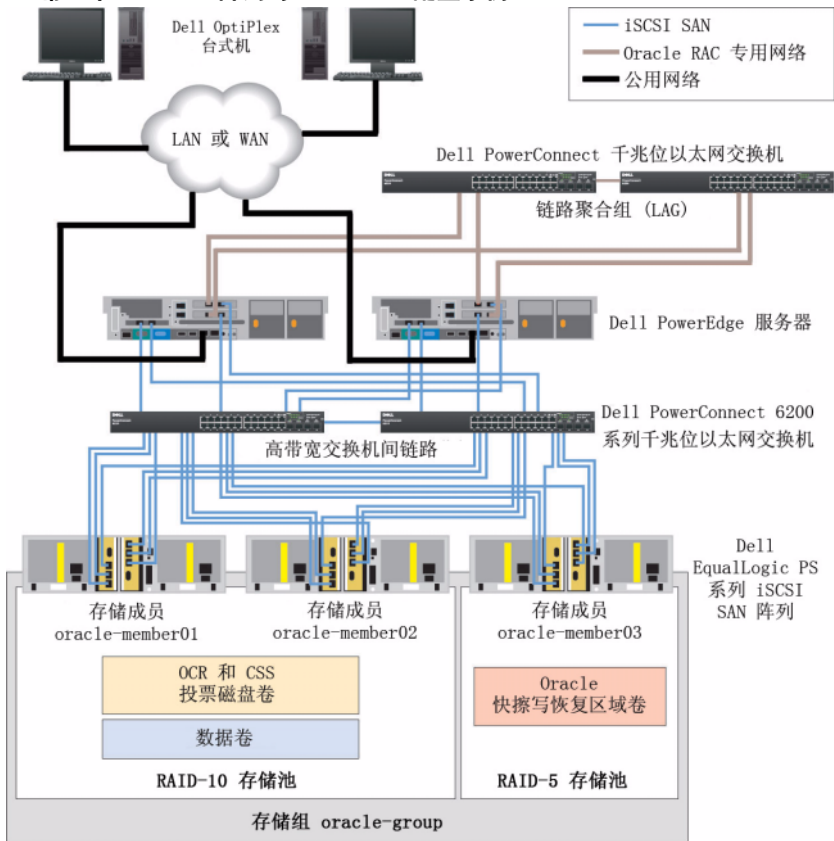 Dell OptiPlex
台式机
iSCSI SAN
Oracle RAC 专用网络
公用网络
LAN 或 WAN
Dell PowerConnect 千兆位以太网交换机
链路聚合组 (LAG)
Dell PowerEdge 服务器
Dell PowerConnect 6200
系列千兆位以太网交换机
高带宽交换机间链路
Dell
EqualLogic PS
系列 iSCSI
SAN 阵列
存储成员
oracle-member01
存储成员
oracle-member02
存储成员
oracle-member03
OCR 和 CSS
投票磁盘卷
数据卷
Oracle
快擦写恢复区域卷
RAID-10 存储池
RAID-5 存储池
存储组 oracle-group